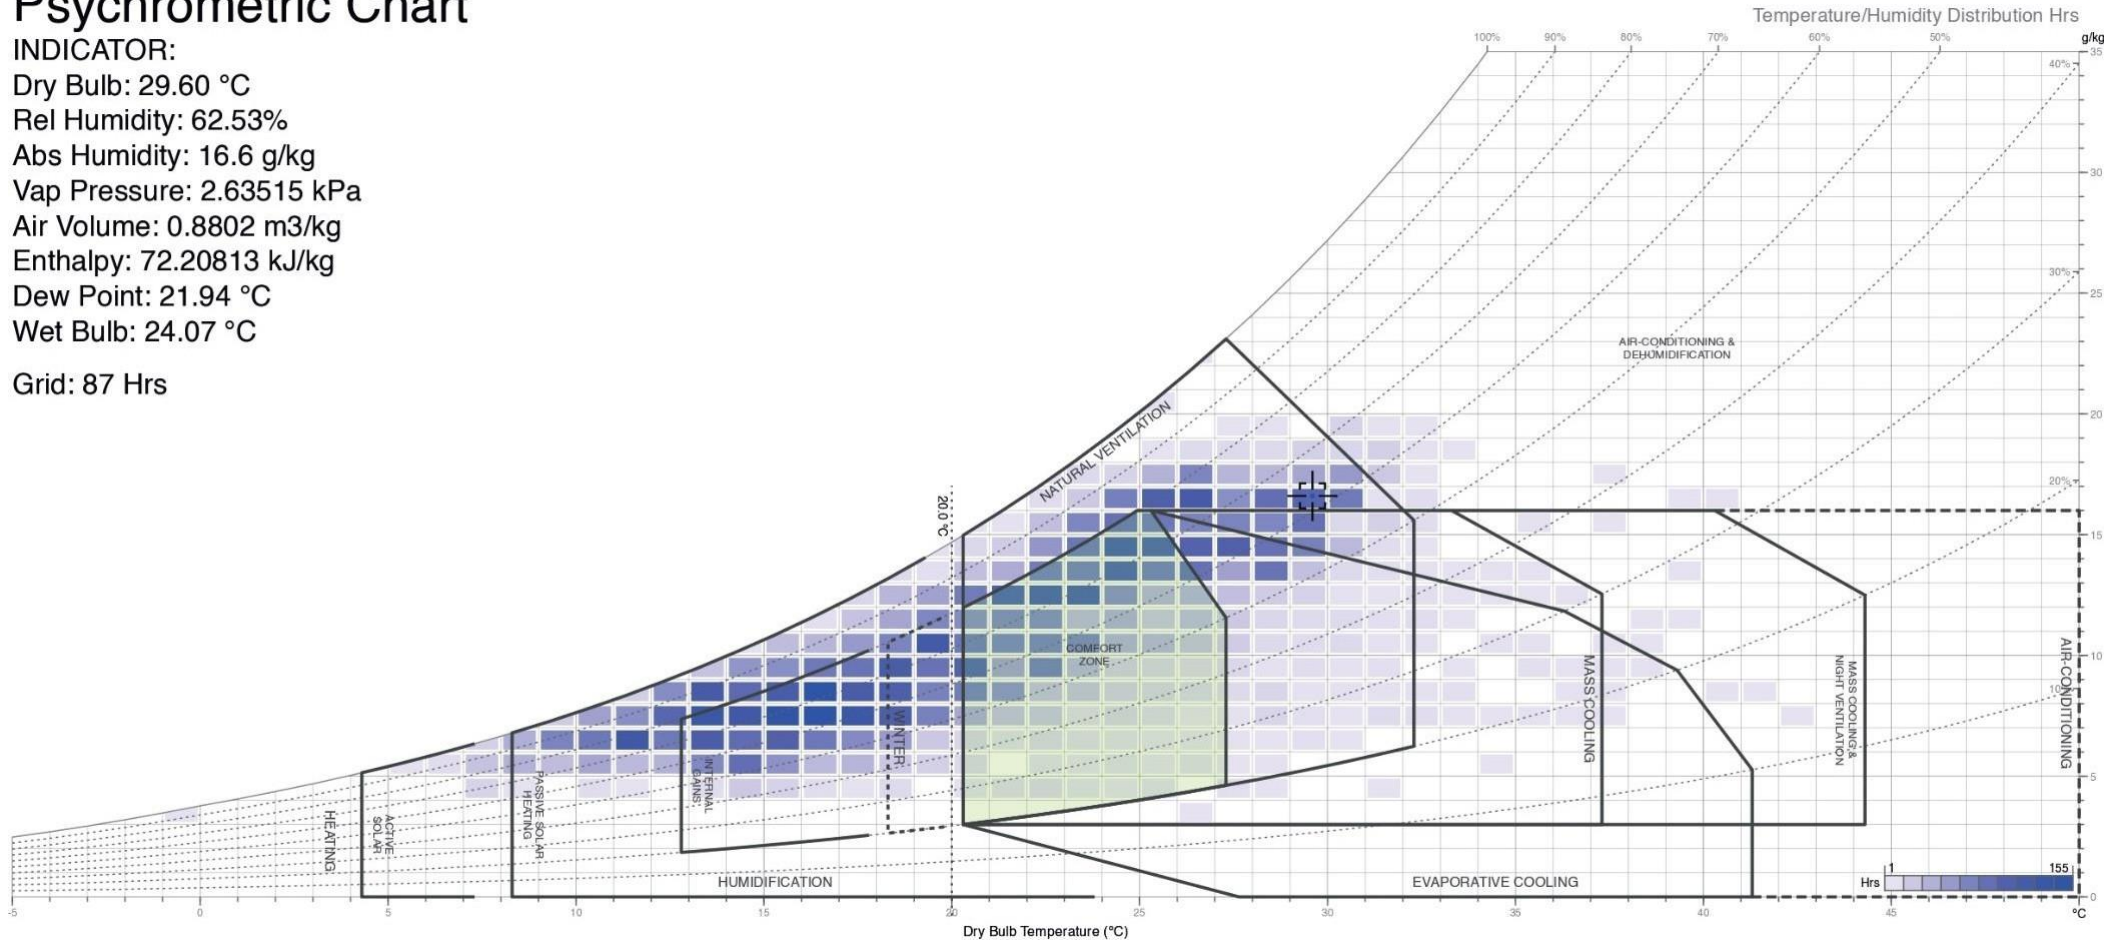 Psychrometric Chart
INDICATOR:
Dry Bulb: 29.60 °C
Rel Humidity: 62.53%
Abs Humidity: 16.6 g/kg
Vap Pressure: 2.63515 kPa
Air Volume: 0.8802 m3/kg
Enthalpy: 72.20813 kJ/kg
Dew Point: 21.94 °C
Wet Bulb: 24.07 °C
Grid: 87 Hrs
Temperature/Humidity Distribution Hrs
100% 90% 80% 70% 60% 50%
g/kg
35
40%
30
30%
25
AIR-CONDITIONING &
DEHUMIDIFICATION
20
NATURAL VENTILATION
20%
20.0 °C
15
COMFORT
ZONE
10
10%
WINTER
MASS COOLING
MASS COOLING &
NIGHT VENTILATION
AIR-CONDITIONING
5
HEATING
ACTIVE
SOLAR
PASSIVE SOLAR
HEATING
INTERNAL
GAINS
HUMIDIFICATION
EVAPORATIVE COOLING
1 155
Hrs
0
-5 0 5 10 15 20 25 30 35 40 45 °C
Dry Bulb Temperature (°C)